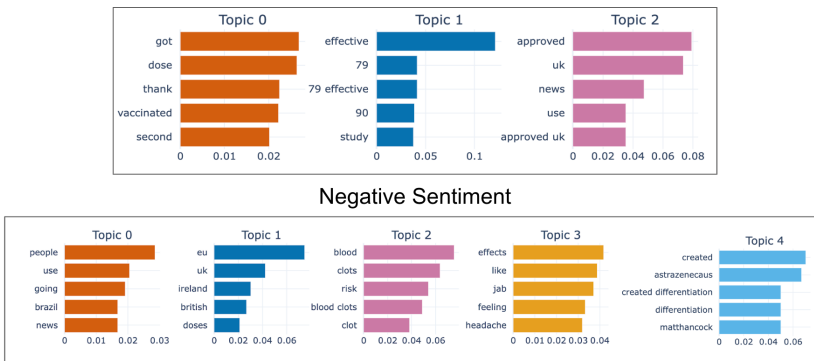 Topic 0
got
dose
thank
vaccinated
second
0 0.01 0.02
Topic 1
effective
79
79 effective
90
study
0 0.05 0.1
Topic 2
approved
uk
news
use
approved uk
0 0.02 0.04 0.06 0.08
Negative Sentiment
Topic 0
people
use
going
brazil
news
0 0.01 0.02 0.03
Topic 1
eu
uk
ireland
british
doses
0 0.02 0.04 0.06
Topic 2
blood
clots
risk
blood clots
clot
0 0.02 0.04 0.06
Topic 3
effects
like
jab
feeling
headache
0 0.01 0.02 0.03 0.04
Topic 4
created
astrazenecaus
created differentiation
differentiation
matthancock
0 0.02 0.04 0.06